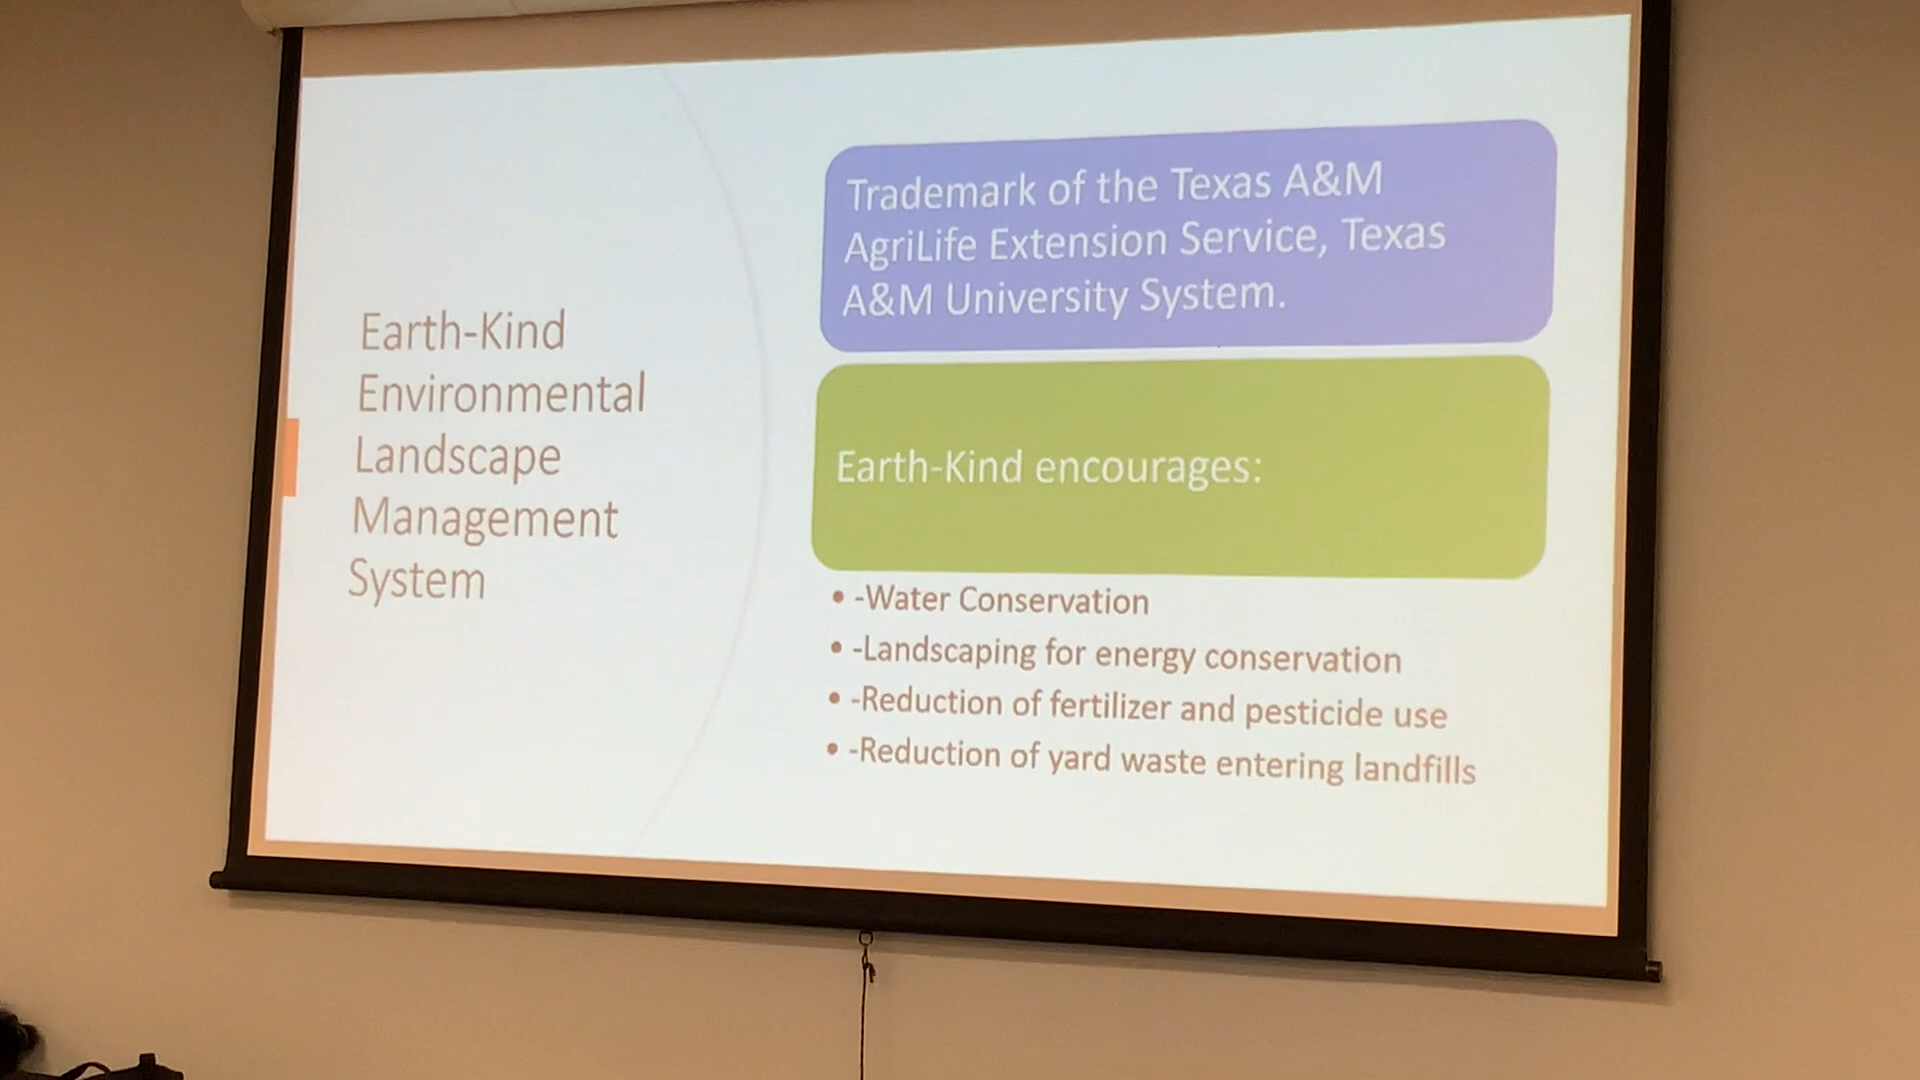 Earth-Kind
Environmental
Landscape
Management
System
Trademark of the Texas A&M
AgriLife Extension Service, Texas
A&M University System.
Earth-Kind encourages:
• -Water Conservation
• -Landscaping for energy conservation
• -Reduction of fertilizer and pesticide use
• -Reduction of yard waste entering landfills